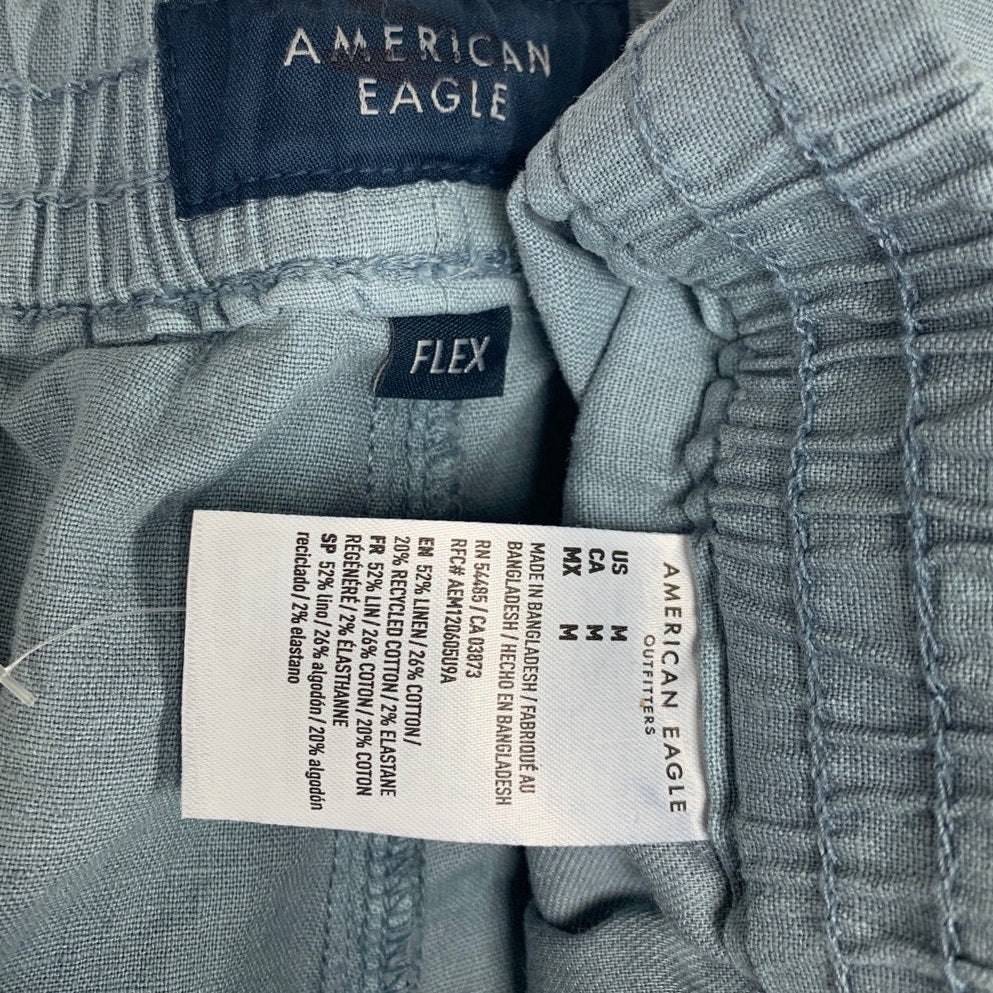 AMERICAN
EAGLE
FLEX
AMERICAN EAGLE
OUTFITTERS
US M
CA M
MX M
MADE IN BANGLADESH / FABRIQUÉ AU
BANGLADESH / HECHO EN BANGLADESH
RN 54485 / CA 03873
RFC# AEM120605U9A
EN 52% LINEN / 26% COTTON /
20% RECYCLED COTTON / 2% ELASTANE
FR 52% LIN / 26% COTON / 20% COTON
RÉGÉNÉRÉ / 2% ÉLASTHANNE
SP 52% lino / 26% algodón / 20% algodón
reciclado / 2% elastano